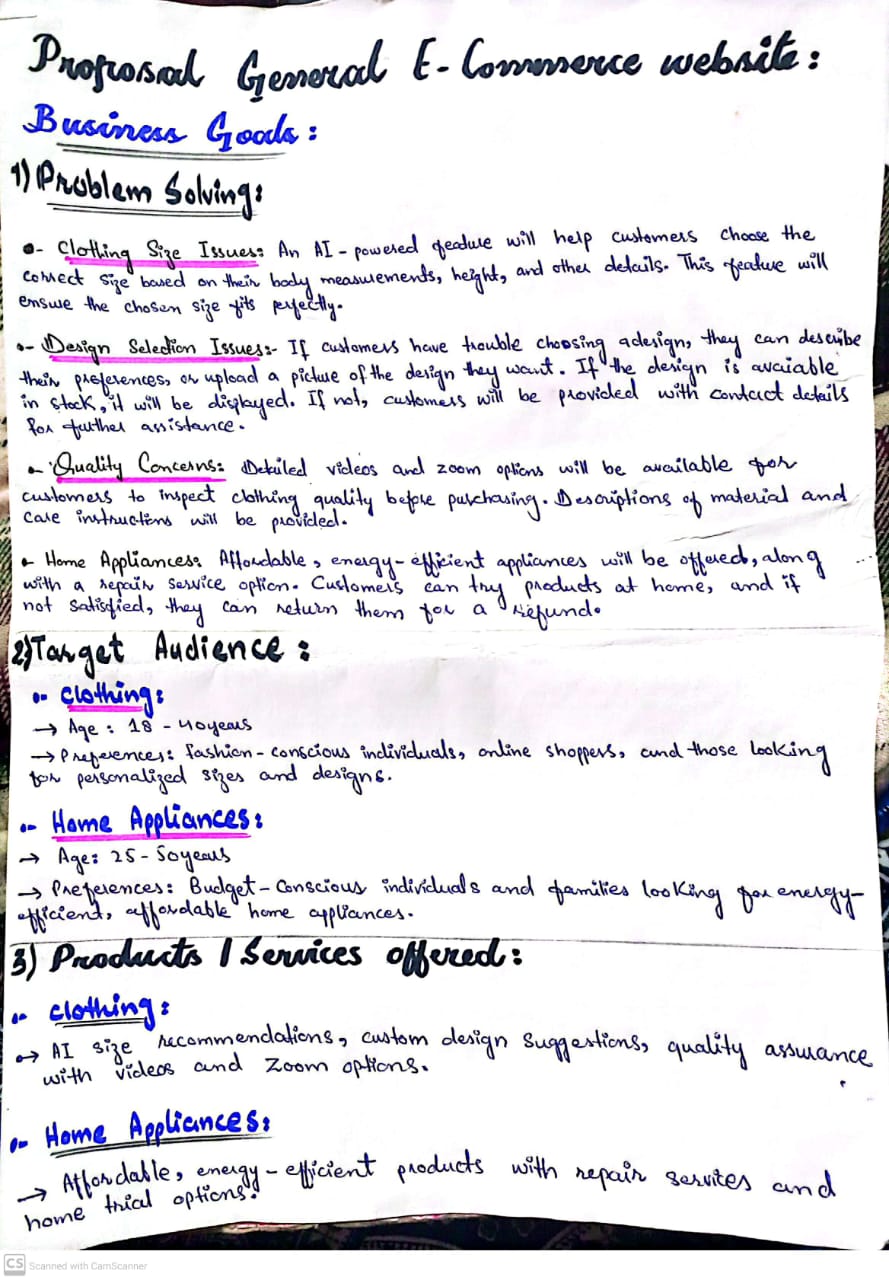 Proposal General E-Commerce website:
Business Goals:
1) Problem Solving:
- Clothing Size Issues: An AI-powered feature will help customers choose the
correct size based on their body measurements, height, and other details. This feature will
ensure the chosen size fits perfectly.
- Design Selection Issues:- If customers have trouble choosing a design, they can describe
their preferences, or upload a picture of the design they want. If the design is avaiable
in stock, it will be displayed. If not, customers will be provided with contact details
for further assistance.
- Quality Concerns: Detailed videos and zoom options will be available for
customers to inspect clothing quality before purchasing. Descriptions of material and
care instructions will be provided.
- Home Appliances: Affordable, energy-efficient appliances will be offered, along
with a repair service option. Customers can try products at home, and if
not satisfied, they can return them for a refund.
2) Target Audience:
- Clothing:
→ Age: 18 - 40years
→ Preferences: fashion-conscious individuals, online shoppers, and those looking
for personalized sizes and designs.
- Home Appliances:
→ Age: 25 - 50years
→ Preferences: Budget-Conscious individuals and families looking for energy-
efficient, affordable home appliances.
3) Products / Services offered:
- Clothing:
→ AI size recommendations, custom design Suggestions, quality assurance
with videos and Zoom options.
- Home Appliances:
→ Affordable, energy-efficient products with repair services and
home trial options.
CS Scanned with CamScanner